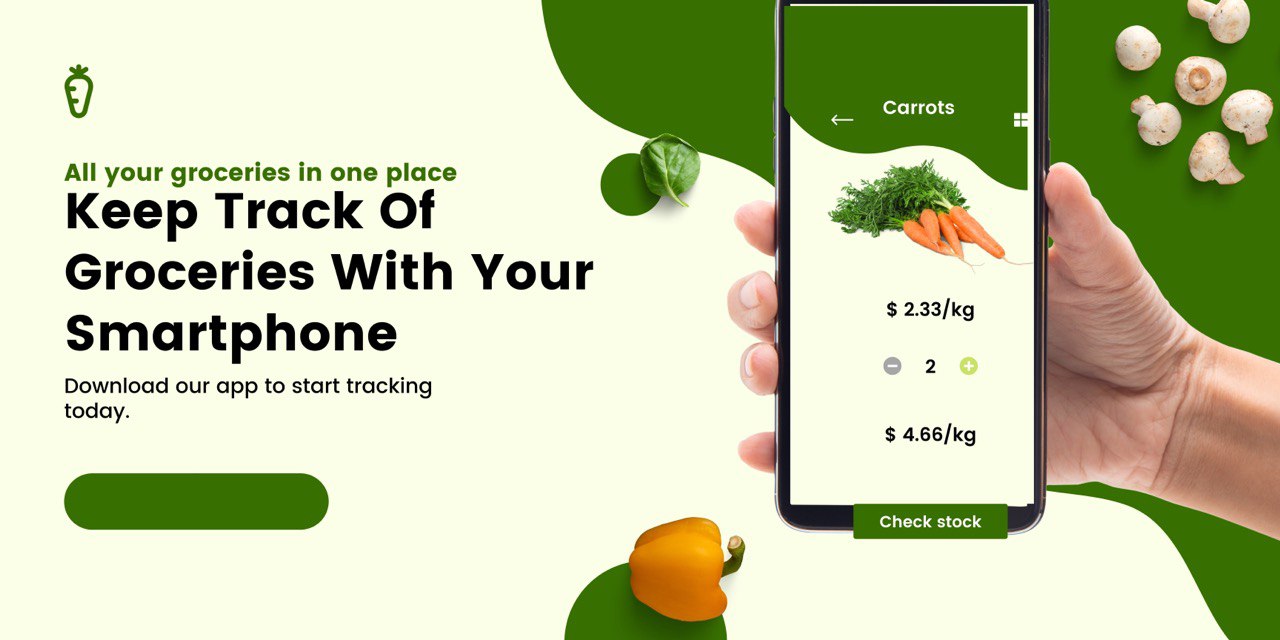 All your groceries in one place
Keep Track Of
Groceries With Your
Smartphone
Download our app to start tracking
today.
Carrots
$ 2.33/kg
2
$ 4.66/kg
Check stock